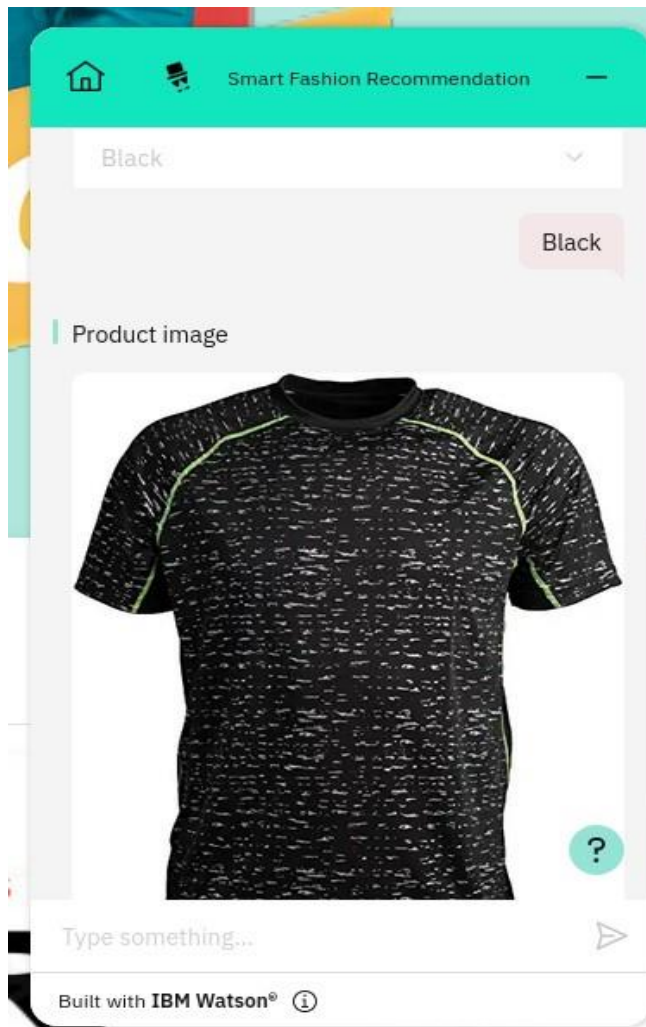 Smart Fashion Recommendation
Black
Black
Product image
?
Type something...
Built with IBM Watson®